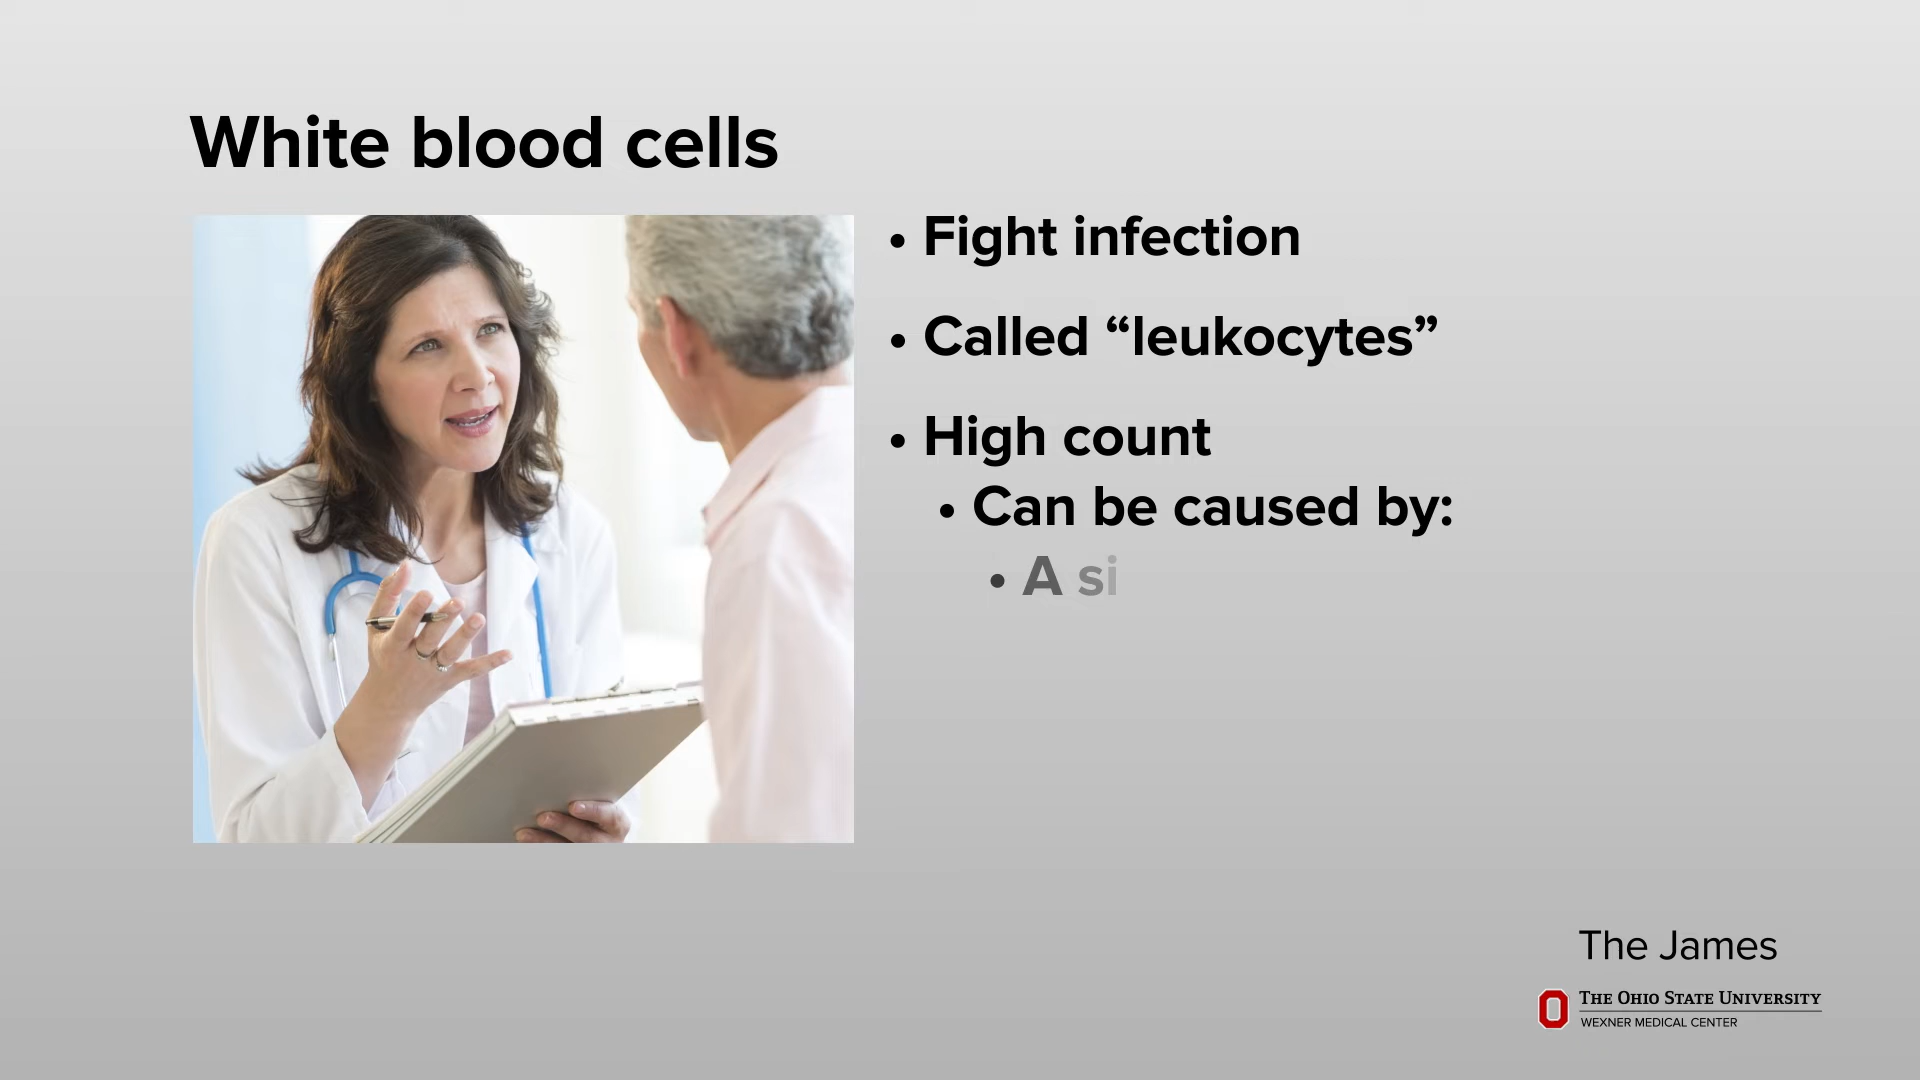 White blood cells
• Fight infection
• Called “leukocytes”
• High count
• Can be caused by:
• A si
The James
THE OHIO STATE UNIVERSITY
WEXNER MEDICAL CENTER